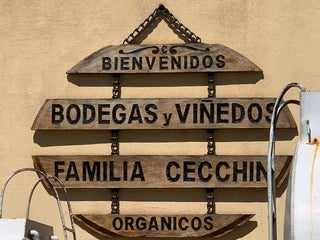 BIENVENIDOS
BODEGAS y VIÑEDOS
FAMILIA CECCHIN
ORGANICOS